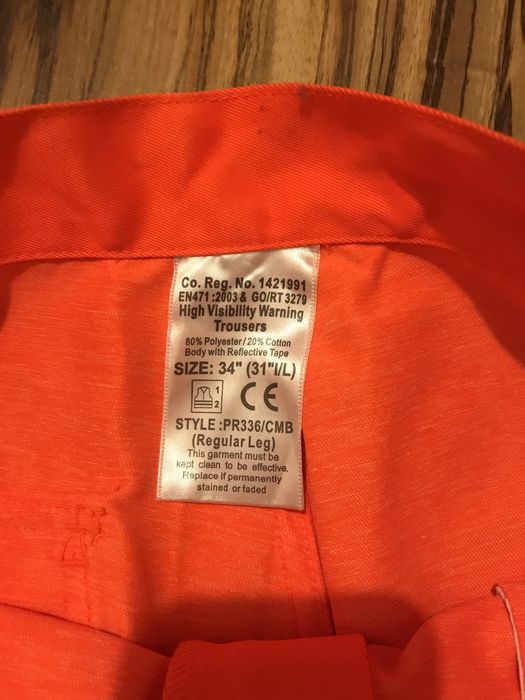 Co. Reg. No. 1421991
EN471 :2003 & GO/RT 3279
High Visibility Warning
Trousers
80% Polyester / 20% Cotton
Body with Reflective Tape
SIZE: 34" (31"I/L)
1
2
CE
STYLE :PR336/CMB
(Regular Leg)
This garment must be
kept clean to be effective.
Replace if permanently
stained or faded